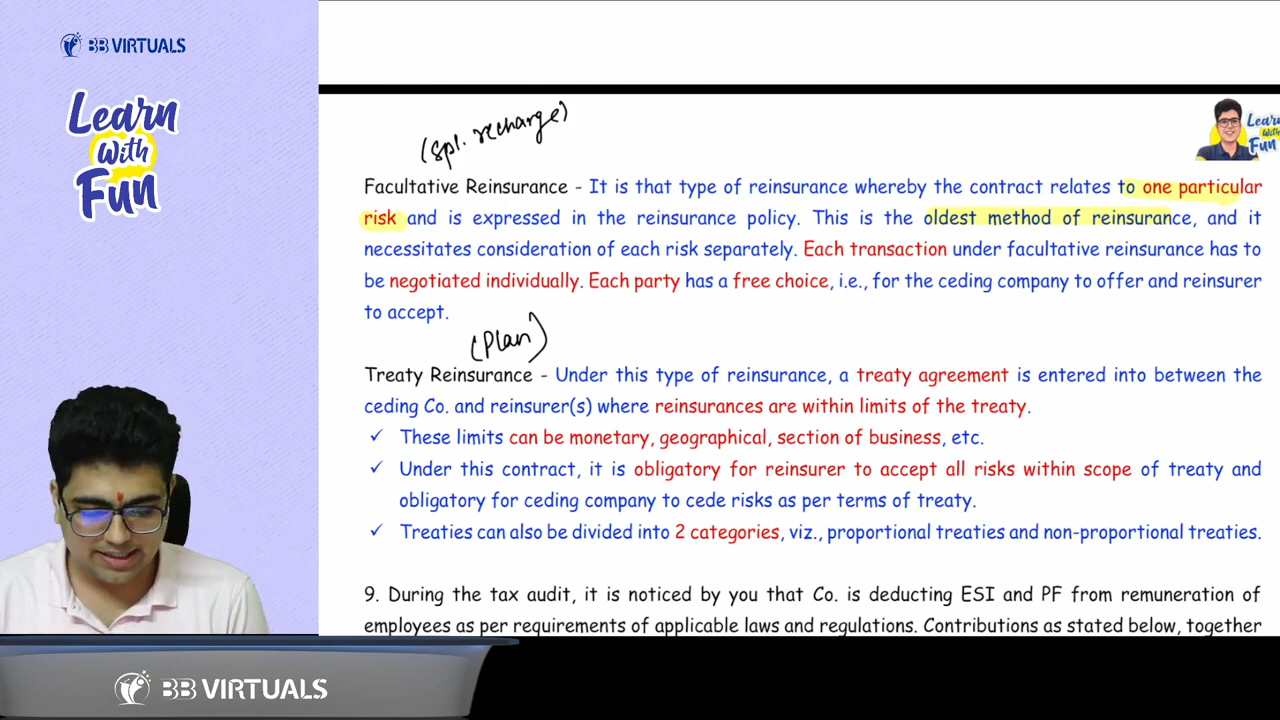 BB VIRTUALS
Learn
With
Fun
Learn
With
Fun
(spl. recharge)
Facultative Reinsurance - It is that type of reinsurance whereby the contract relates to one particular
risk and is expressed in the reinsurance policy. This is the oldest method of reinsurance, and it
necessitates consideration of each risk separately. Each transaction under facultative reinsurance has to
be negotiated individually. Each party has a free choice, i.e., for the ceding company to offer and reinsurer
to accept.
(Plan)
Treaty Reinsurance - Under this type of reinsurance, a treaty agreement is entered into between the
ceding Co. and reinsurer(s) where reinsurances are within limits of the treaty.
✓ These limits can be monetary, geographical, section of business, etc.
✓ Under this contract, it is obligatory for reinsurer to accept all risks within scope of treaty and
obligatory for ceding company to cede risks as per terms of treaty.
✓ Treaties can also be divided into 2 categories, viz., proportional treaties and non-proportional treaties.
9. During the tax audit, it is noticed by you that Co. is deducting ESI and PF from remuneration of
employees as per requirements of applicable laws and regulations. Contributions as stated below, together
BB VIRTUALS